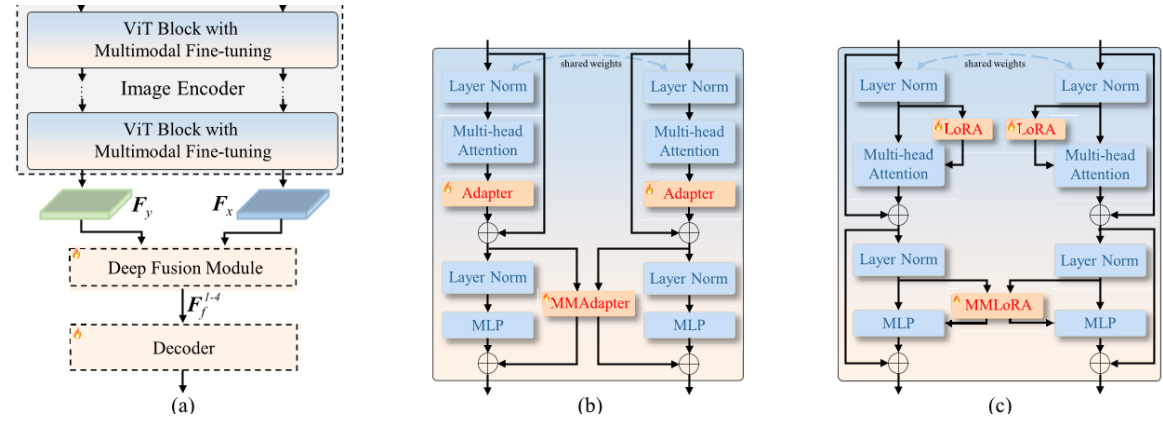 ViT Block with
Multimodal Fine-tuning
Image Encoder
ViT Block with
Multimodal Fine-tuning
F_y
F_x
Deep Fusion Module
F_f^{1-4}
Decoder
(a)
shared weights
Layer Norm
Layer Norm
Multi-head
Attention
Multi-head
Attention
Adapter
Adapter
Layer Norm
Layer Norm
MMAdapter
MLP
MLP
(b)
shared weights
Layer Norm
Layer Norm
LoRA
LoRA
Multi-head
Attention
Multi-head
Attention
Layer Norm
Layer Norm
MMLoRA
MLP
MLP
(c)